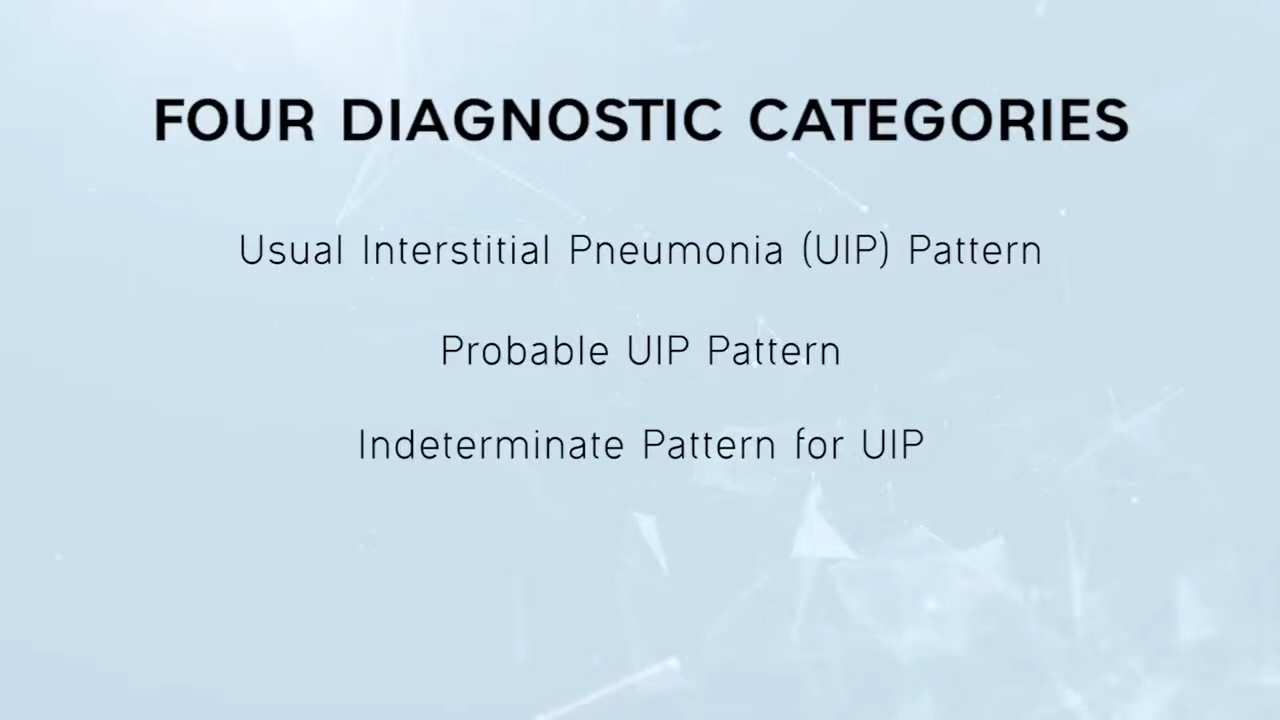 FOUR DIAGNOSTIC CATEGORIES
Usual Interstitial Pneumonia (UIP) Pattern
Probable UIP Pattern
Indeterminate Pattern for UIP